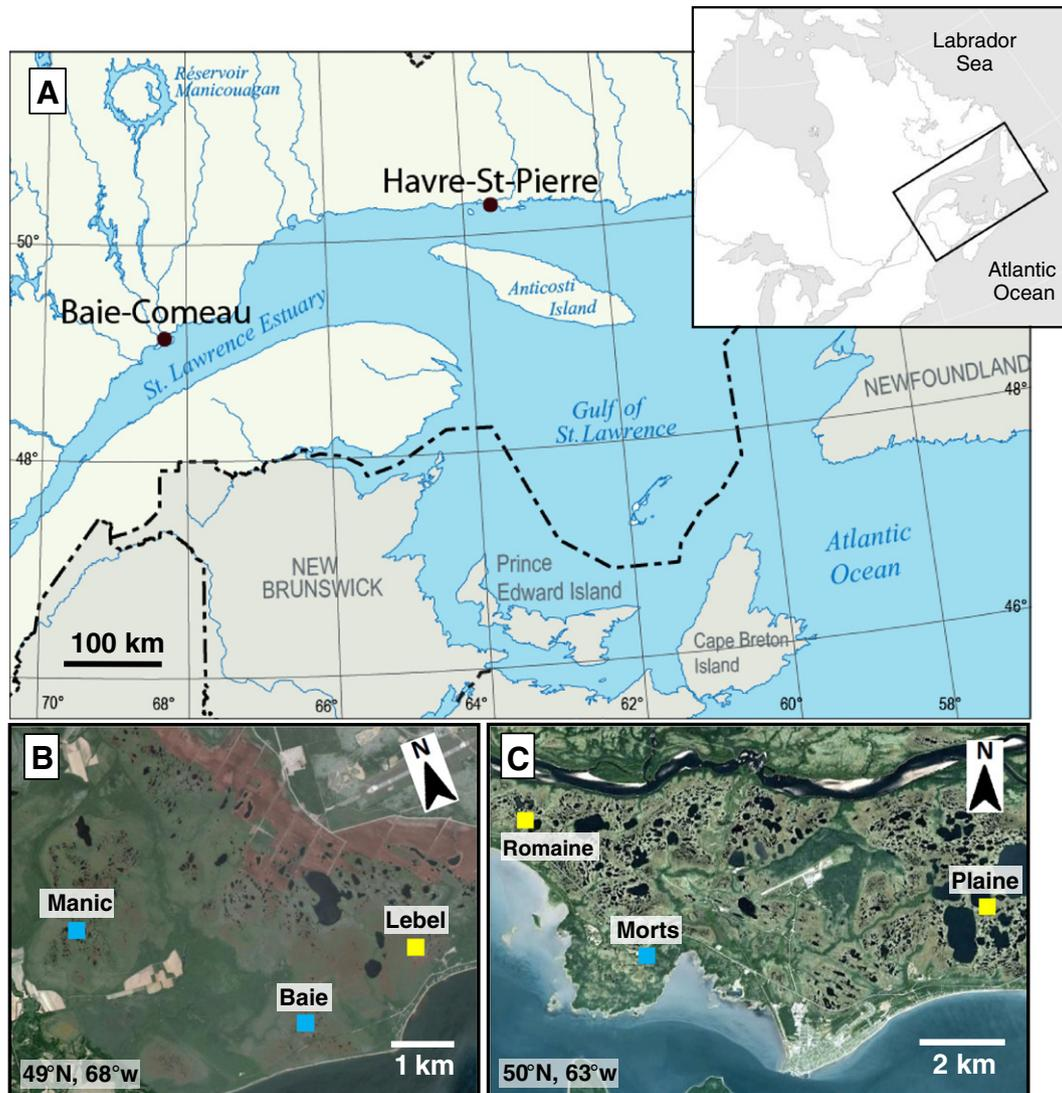 A
Réservoir
Manicouagan
Labrador
Sea
Atlantic
Ocean
Havre-St-Pierre
50°
Anticosti
Island
Baie-Comeau
St. Lawrence Estuary
NEWFOUNDLAND
48°
Gulf of
St. Lawrence
48°
NEW
BRUNSWICK
Prince
Edward Island
Atlantic
Ocean
46°
100 km
Cape Breton
Island
70°
68°
66°
64°
62°
60°
58°
B
N
Manic
Lebel
Baie
49°N, 68°w
1 km
C
N
Romaine
Plaine
Morts
50°N, 63°w
2 km